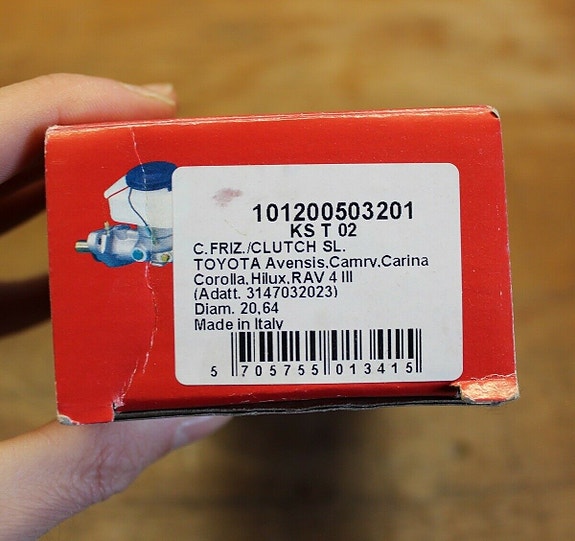 101200503201
KS T 02
C.FRIZ./CLUTCH SL.
TOYOTA Avensis,Camry,Carina
Corolla,Hilux,RAV 4 III
(Adatt. 3147032023)
Diam. 20,64
Made in Italy
5 705755 013415